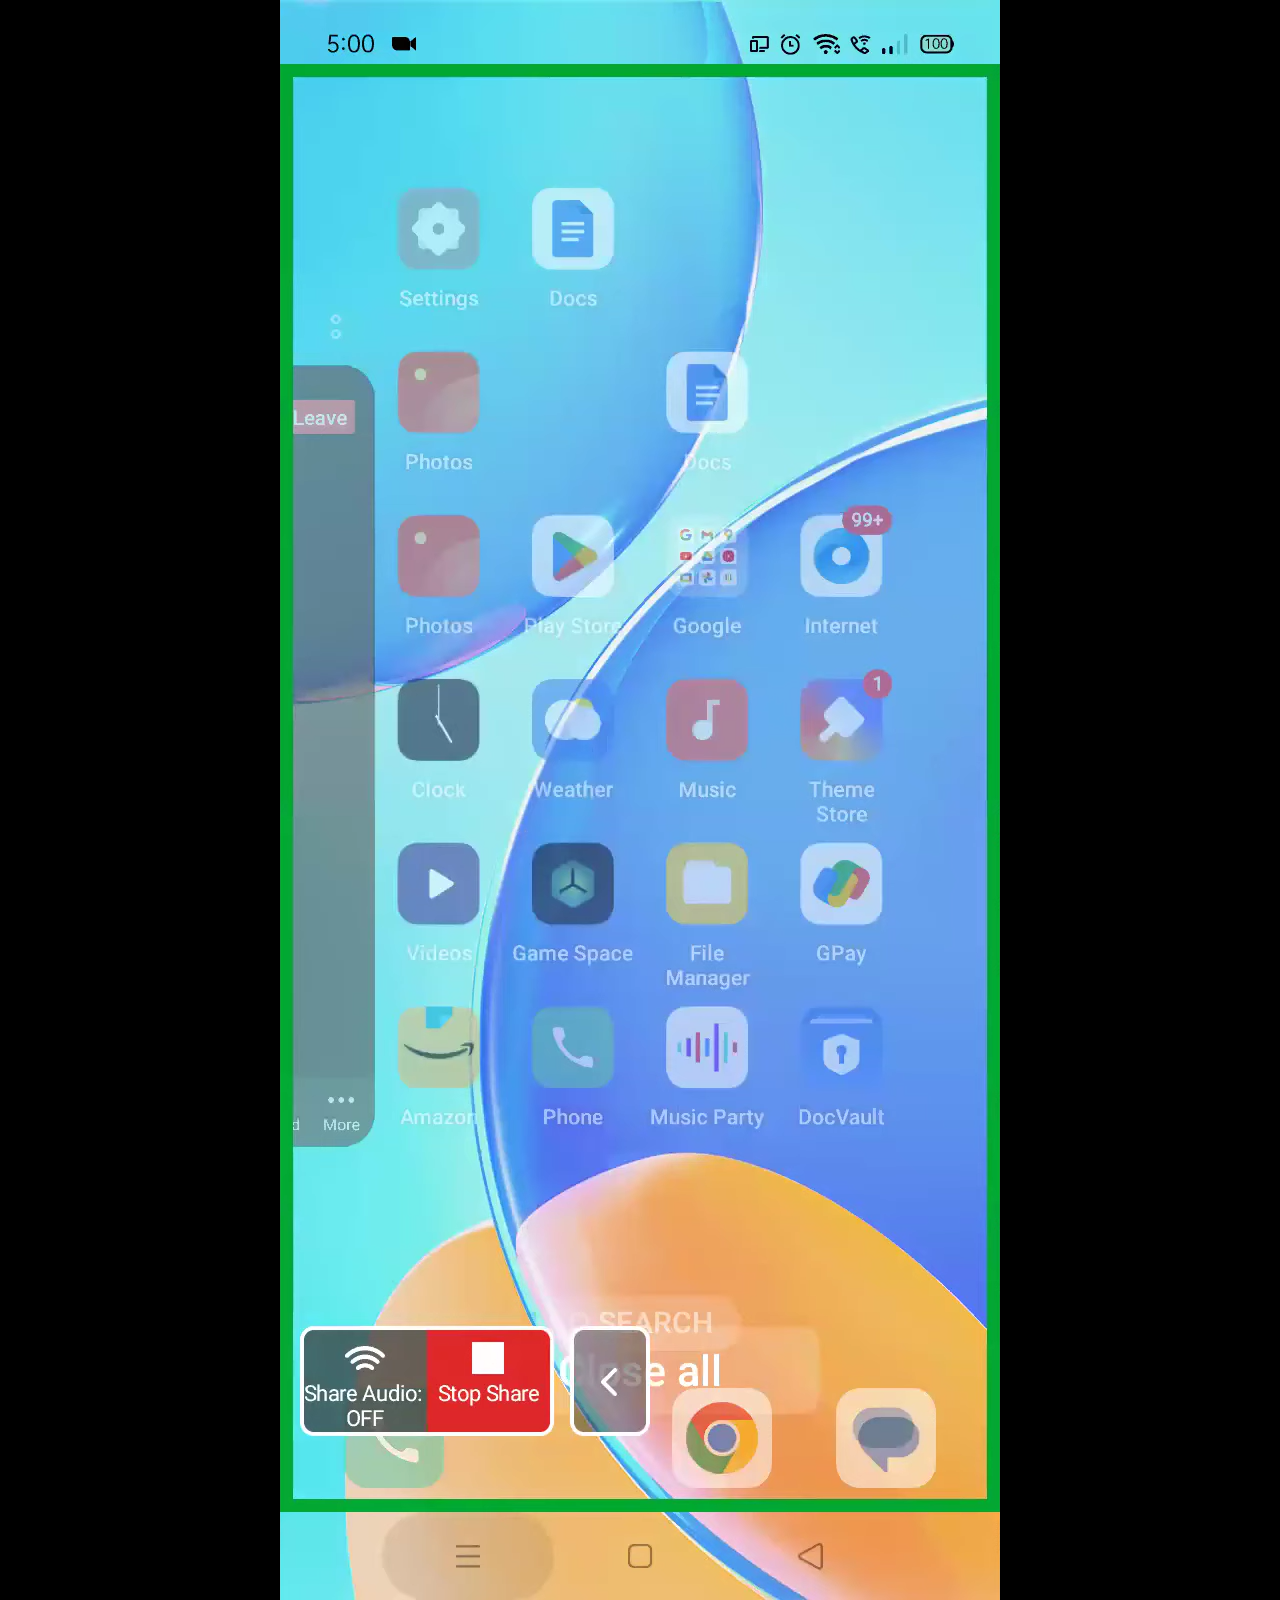 5:00
100
Settings
Docs
Leave
Photos
Docs
99+
Photos
Play Store
Google
Internet
1
Clock
Weather
Music
Theme
Store
Videos
Game Space
File
Manager
GPay
Amazon
Phone
Music Party
DocVault
d
More
SEARCH
Close all
Share Audio:
OFF
Stop Share